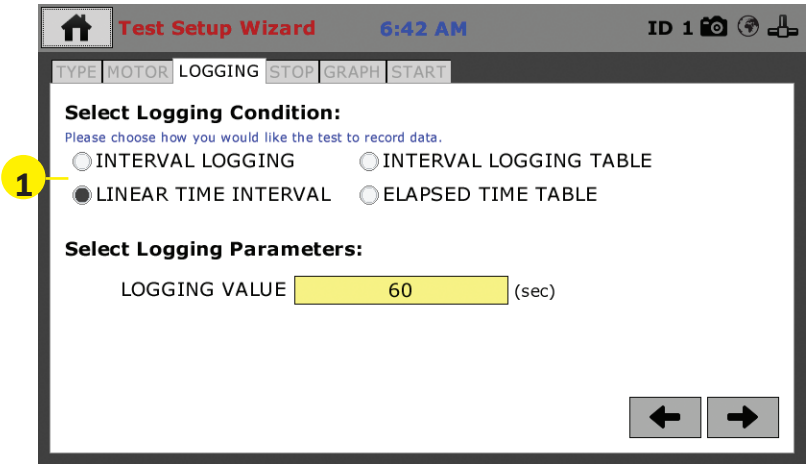 Test Setup Wizard 6:42 AM ID 1
TYPE MOTOR LOGGING STOP GRAPH START
Select Logging Condition:
Please choose how you would like the test to record data.
INTERVAL LOGGING INTERVAL LOGGING TABLE
1
LINEAR TIME INTERVAL ELAPSED TIME TABLE
Select Logging Parameters:
LOGGING VALUE 60 (sec)